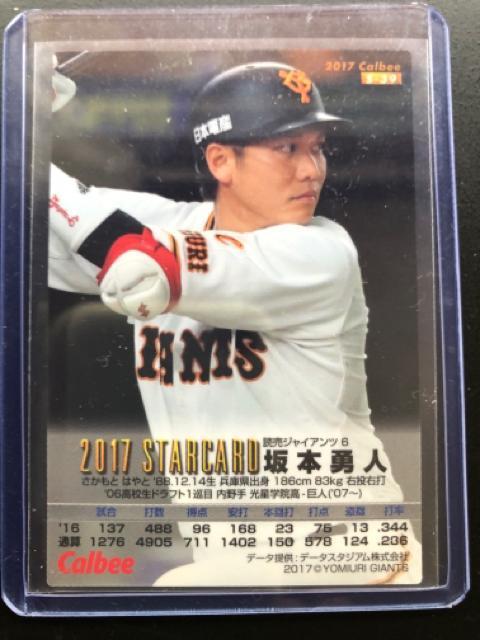 2017 Calbee
S-39
YG
日本電産
GIANTS
2017 STARCARD
読売ジャイアンツ 6
坂本勇人
さかもと はやと '88.12.14生 兵庫県出身 186cm 83kg 右投右打
'06高校生ドラフト1巡目 内野手 光星学院高-巨人('07~)
試合 打数 得点 安打 本塁打 打点 盗塁 打率
'16 137 488 96 168 23 75 13 .344
通算 1276 4905 711 1402 150 578 124 .286
Calbee
データ提供:データスタジアム株式会社
2017©YOMIURI GIANTS